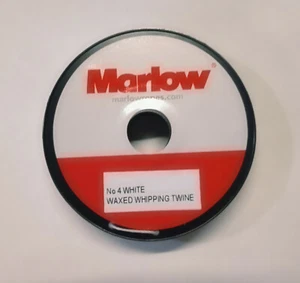 Marlow®
marlowropes.com
No 4 WHITE
WAXED WHIPPING TWINE